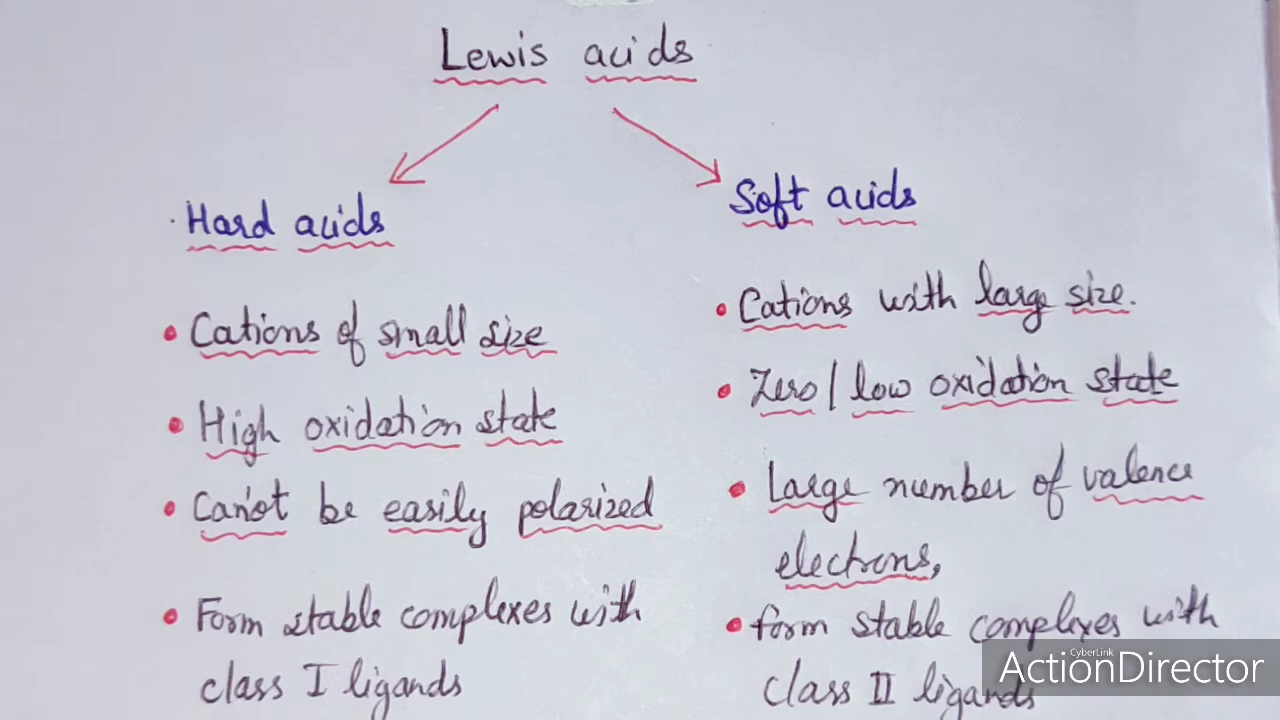 Lewis acids
Hard acids
• Cations of small size
• High oxidation state
• Can't be easily polarized
• Form stable complexes with
class I ligands
Soft acids
• Cations with large size.
• Zero/low oxidation state
• Large number of valence
electrons,
• form stable complexes with
class II ligands
CyberLink
ActionDirector